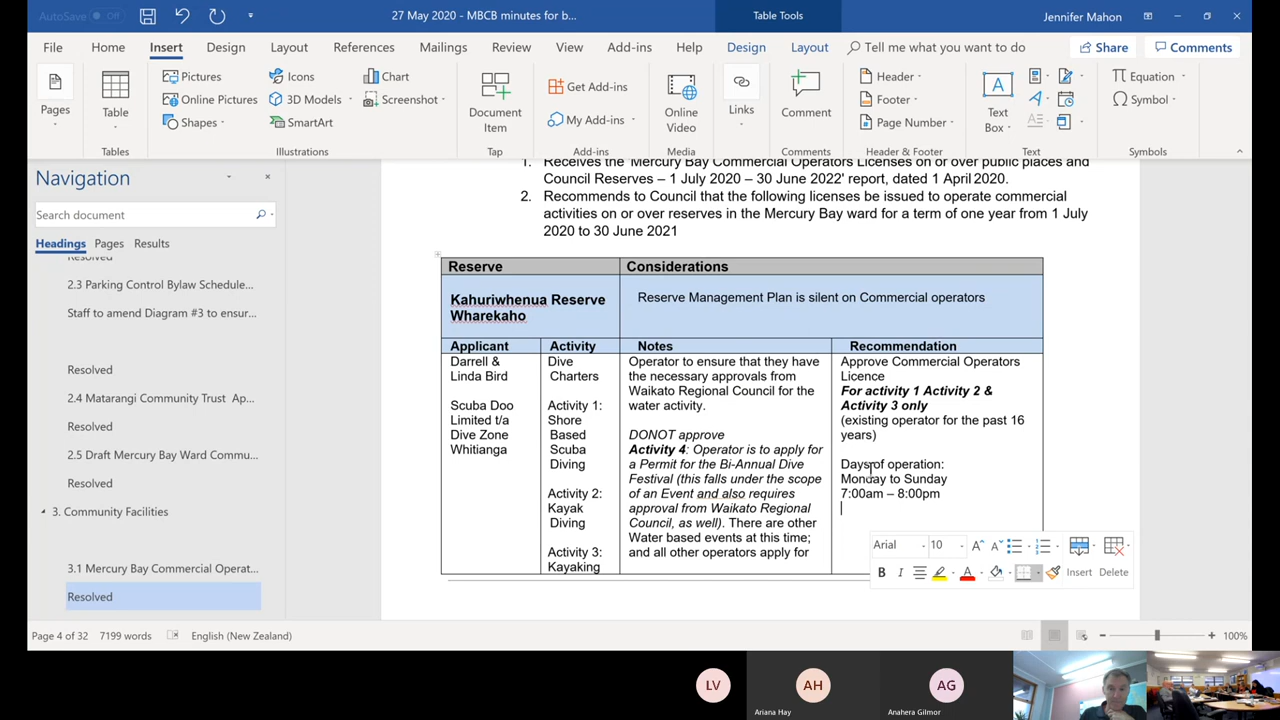 AutoSave Off
27 May 2020 - MBCB minutes for b...
Table Tools
Jennifer Mahon
File Home Insert Design Layout References Mailings Review View Add-ins Help Design Layout Tell me what you want to do Share Comments
Pages
Table
Tables
Pictures
Online Pictures
Shapes
Icons
3D Models
SmartArt
Chart
Screenshot
Illustrations
Document
Item
Tap
Get Add-ins
My Add-ins
Add-ins
Online
Video
Media
Links
Comment
Comments
Header
Footer
Page Number
Header & Footer
Text
Box
Text
Equation
Symbol
Symbols
Navigation
Search document
Headings Pages Results
Resolved
2.3 Parking Control Bylaw Schedule...
Staff to amend Diagram #3 to ensur...
Resolved
2.4 Matarangi Community Trust Ap...
Resolved
2.5 Draft Mercury Bay Ward Commu...
Resolved
3. Community Facilities
3.1 Mercury Bay Commercial Operat...
Resolved
1. Receives the 'Mercury Bay Commercial Operators Licenses on or over public places and
Council Reserves – 1 July 2020 – 30 June 2022' report, dated 1 April 2020.
2. Recommends to Council that the following licenses be issued to operate commercial
activities on or over reserves in the Mercury Bay ward for a term of one year from 1 July
2020 to 30 June 2021
Reserve Considerations
Kahuriwhenua Reserve
Wharekaho
Reserve Management Plan is silent on Commercial operators
Applicant Activity Notes Recommendation
Darrell &
Linda Bird
Scuba Doo
Limited t/a
Dive Zone
Whitianga
Dive
Charters
Activity 1:
Shore
Based
Scuba
Diving
Activity 2:
Kayak
Diving
Activity 3:
Kayaking
Operator to ensure that they have
the necessary approvals from
Waikato Regional Council for the
water activity.
DONOT approve
Activity 4: Operator is to apply for
a Permit for the Bi-Annual Dive
Festival (this falls under the scope
of an Event and also requires
approval from Waikato Regional
Council, as well). There are other
Water based events at this time;
and all other operators apply for
Approve Commercial Operators
Licence
For activity 1 Activity 2 &
Activity 3 only
(existing operator for the past 16
years)
Days of operation:
Monday to Sunday
7:00am – 8:00pm
Arial 10
B I A Insert Delete
Page 4 of 32 7199 words English (New Zealand) 100%
LV
AH
Ariana Hay
AG
Anahera Gilmor